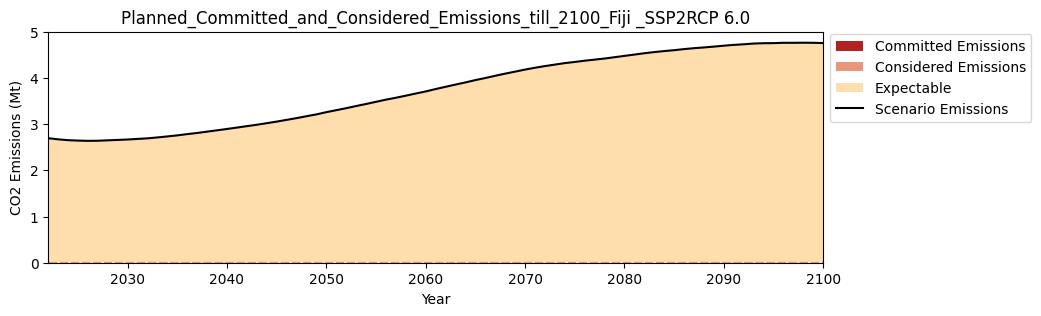 Planned_Committed_and_Considered_Emissions_till_2100_Fiji _SSP2RCP 6.0
CO2 Emissions (Mt)
5
4
3
2
1
0
2030 2040 2050 2060 2070 2080 2090 2100
Year
Committed Emissions
Considered Emissions
Expectable
Scenario Emissions